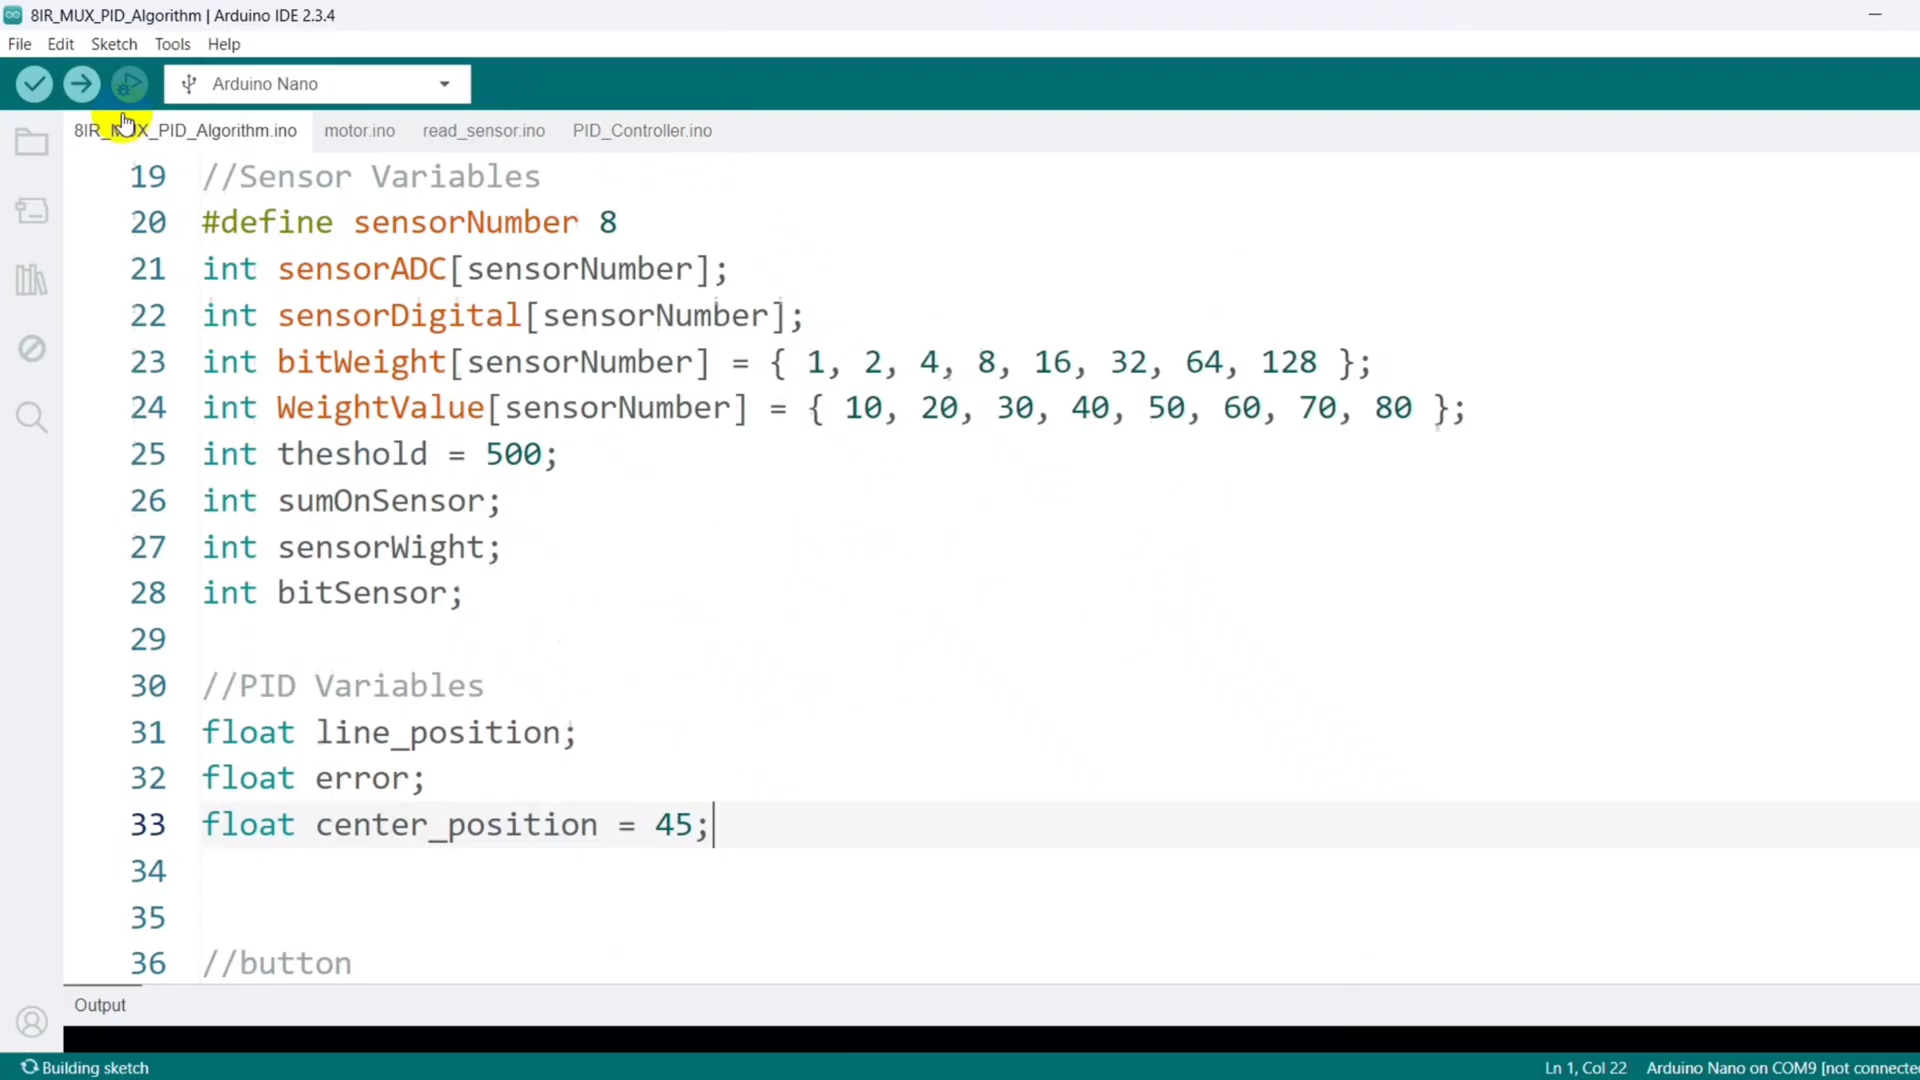 8IR_MUX_PID_Algorithm | Arduino IDE 2.3.4
File Edit Sketch Tools Help
Arduino Nano
8IR_MUX_PID_Algorithm.ino motor.ino read_sensor.ino PID_Controller.ino
19 //Sensor Variables
20 #define sensorNumber 8
21 int sensorADC[sensorNumber];
22 int sensorDigital[sensorNumber];
23 int bitWeight[sensorNumber] = { 1, 2, 4, 8, 16, 32, 64, 128 };
24 int WeightValue[sensorNumber] = { 10, 20, 30, 40, 50, 60, 70, 80 };
25 int theshold = 500;
26 int sumOnSensor;
27 int sensorWight;
28 int bitSensor;
29
30 //PID Variables
31 float line_position;
32 float error;
33 float center_position = 45;
34
35
36 //button
Output
Building sketch Ln 1, Col 22 Arduino Nano on COM9 [not connected